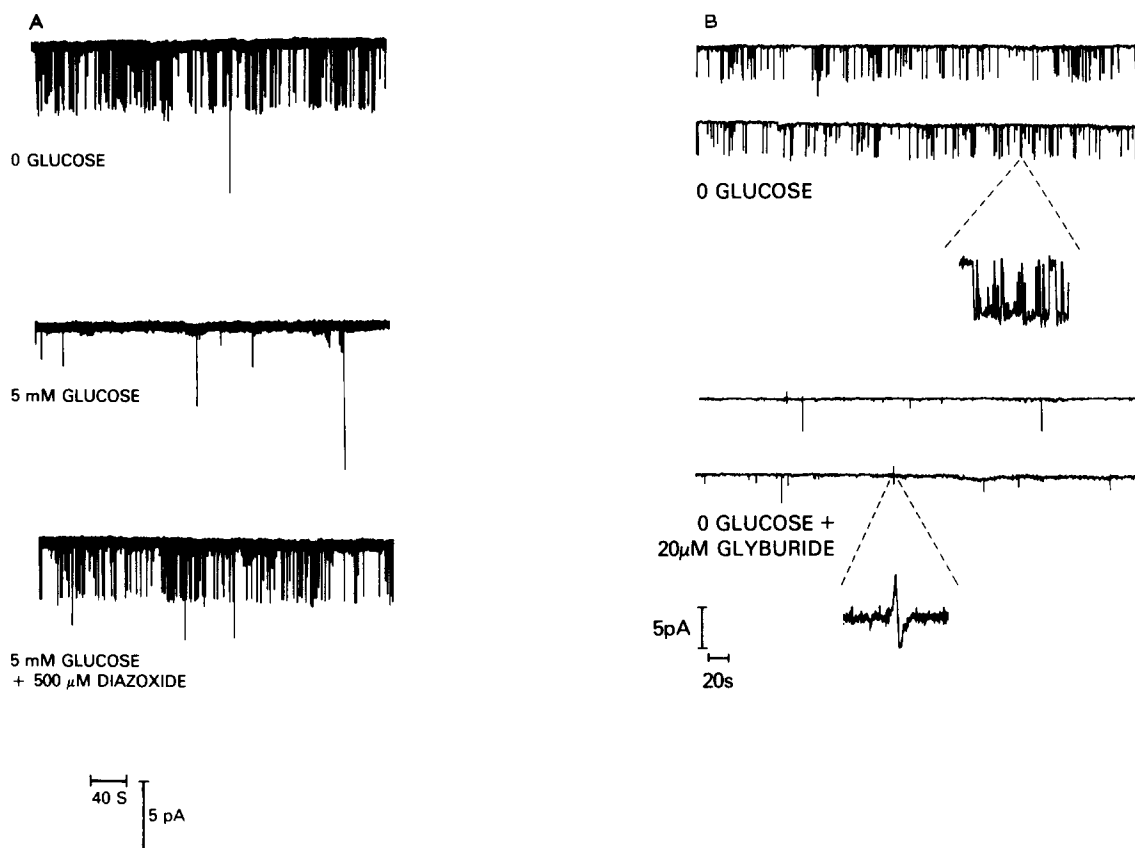 A
0 GLUCOSE
5 mM GLUCOSE
5 mM GLUCOSE
+ 500 µM DIAZOXIDE
40 S
5 pA
B
0 GLUCOSE
0 GLUCOSE +
20µM GLYBURIDE
5pA
20s